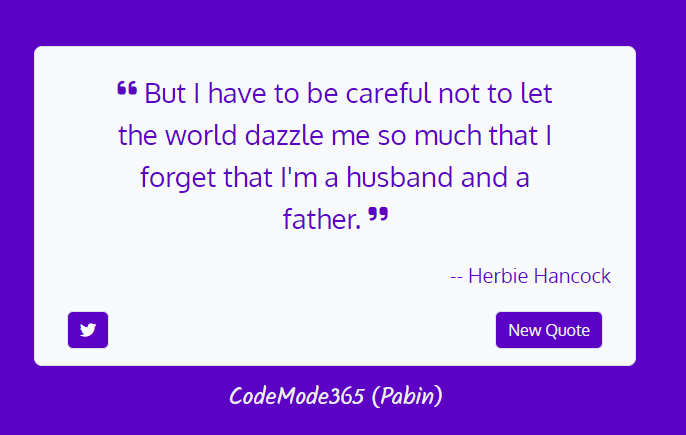 ❝ But I have to be careful not to let
the world dazzle me so much that I
forget that I'm a husband and a
father. ❞
-- Herbie Hancock
New Quote
CodeMode365 (Pabin)